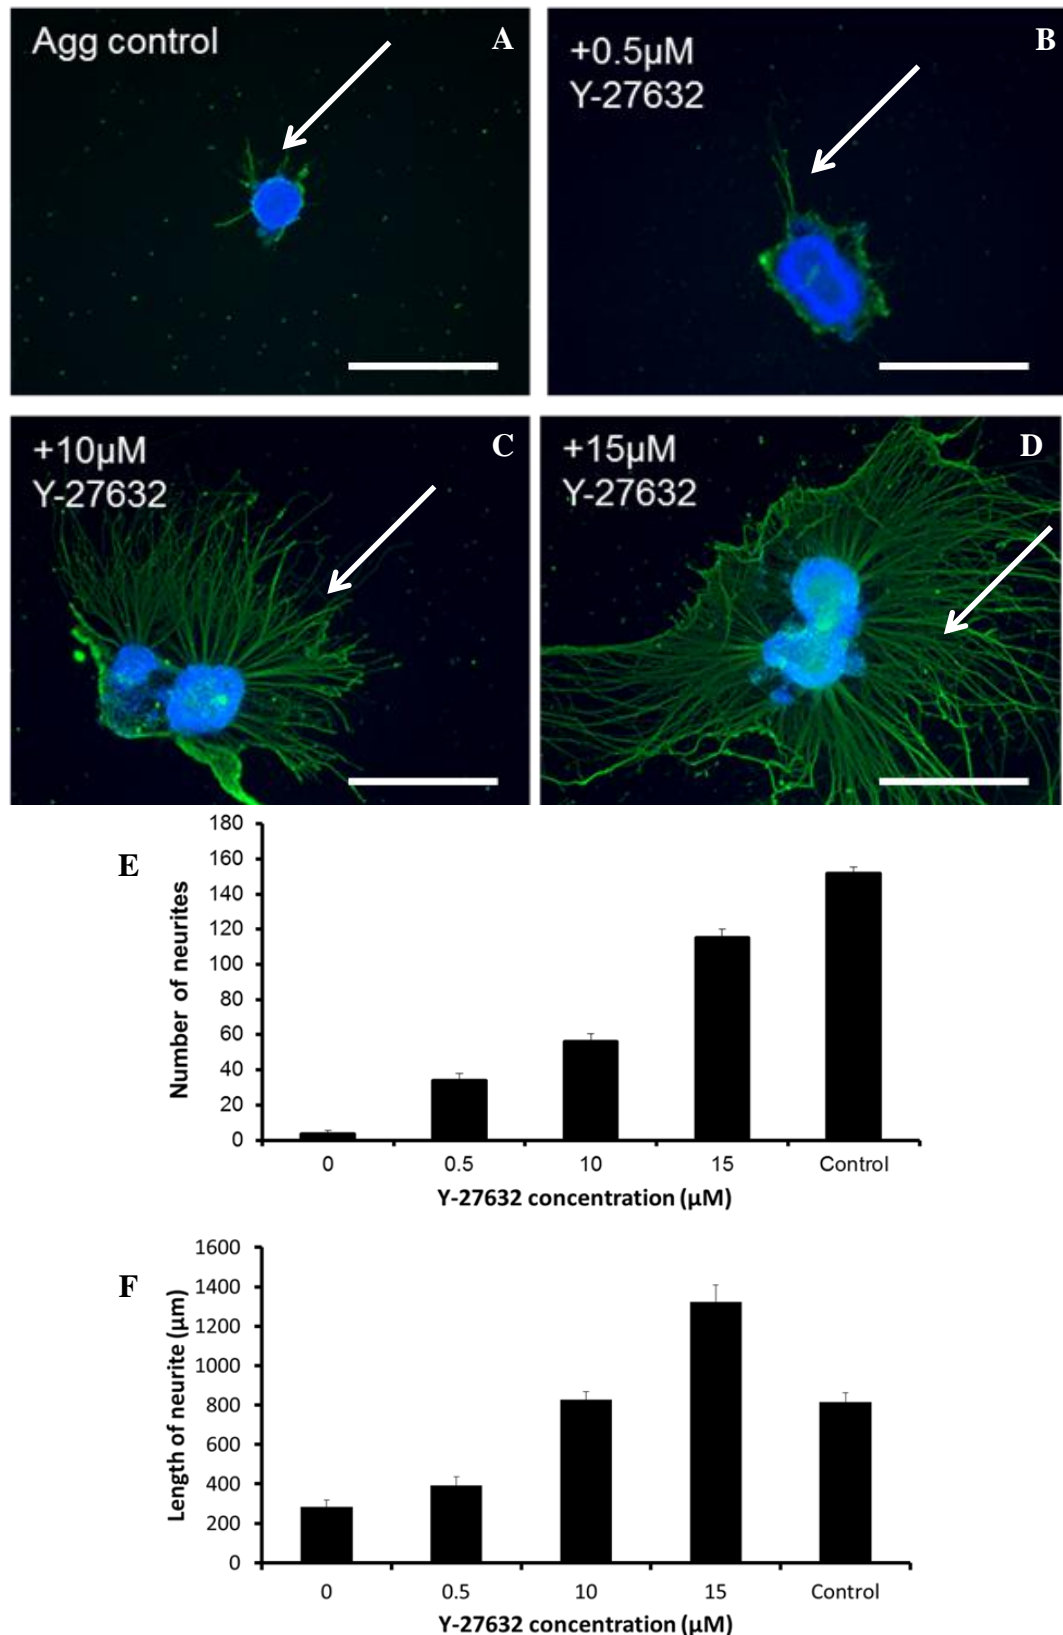 Agg control
A
+0.5µM
Y-27632
B
+10µM
Y-27632
C
+15µM
Y-27632
D
E
180
160
140
120
100
80
60
40
20
0
Number of neurites
0 0.5 10 15 Control
Y-27632 concentration (µM)
F
1600
1400
1200
1000
800
600
400
200
0
Length of neurite (µm)
0 0.5 10 15 Control
Y-27632 concentration (µM)